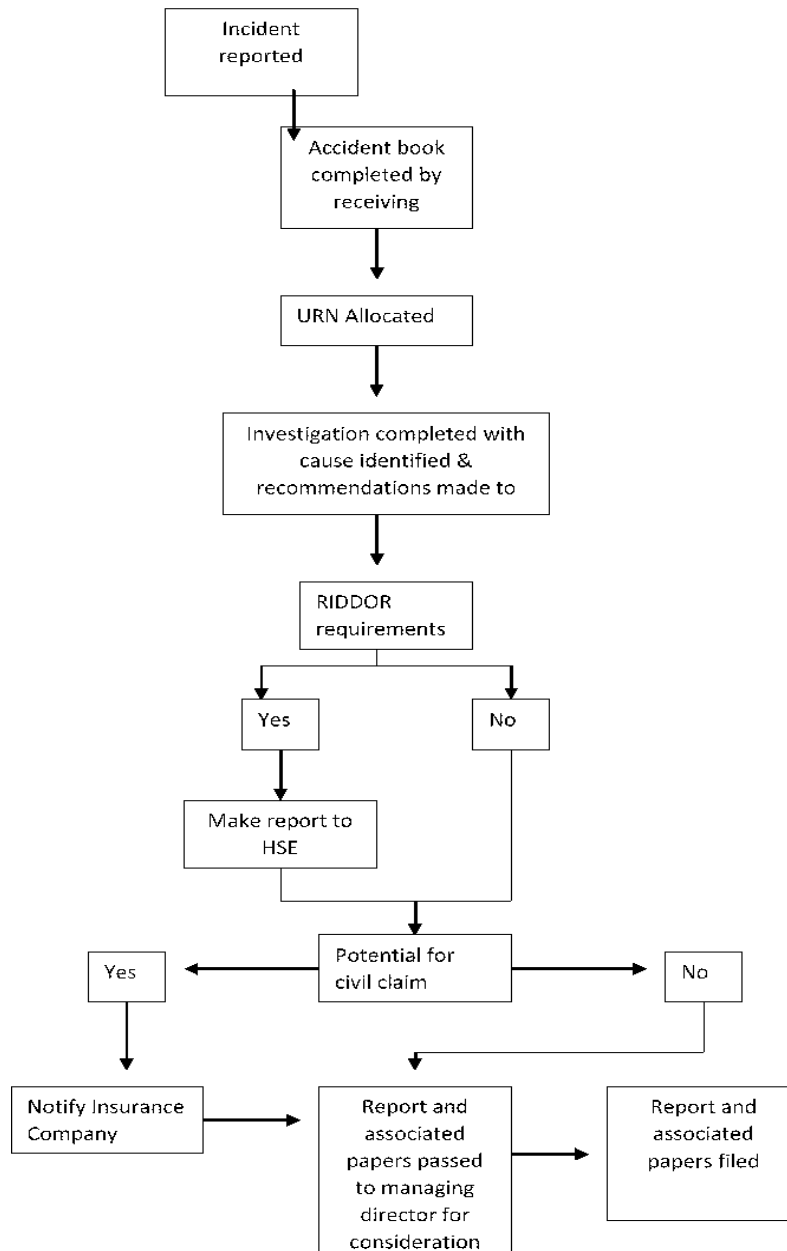 Incident
reported
Accident book
completed by
receiving
URN Allocated
Investigation completed with
cause identified &
recommendations made to
RIDDOR
requirements
Yes
No
Make report to
HSE
Potential for
civil claim
Yes
No
Notify Insurance
Company
Report and
associated
papers passed
to managing
director for
consideration
Report and
associated
papers filed